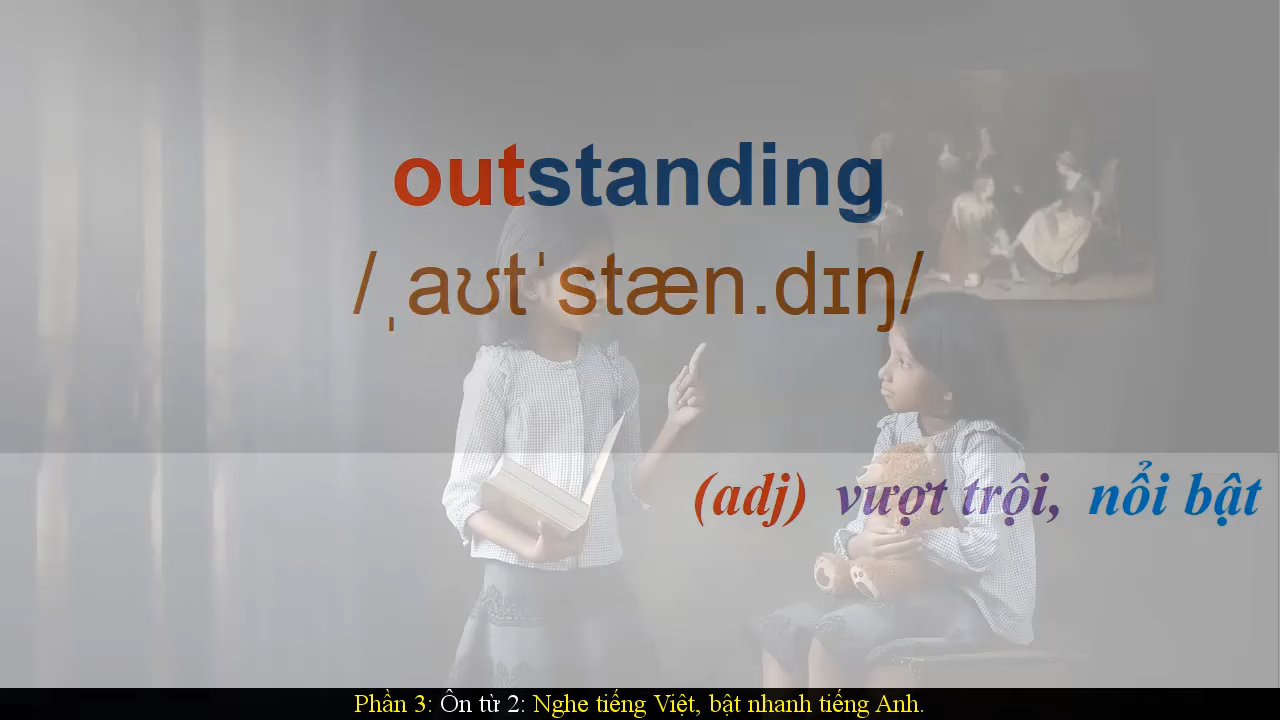 outstanding
/ˌaʊtˈstæn.dɪŋ/
(adj) vượt trội, nổi bật
Phần 3: Ôn từ 2: Nghe tiếng Việt, bật nhanh tiếng Anh.